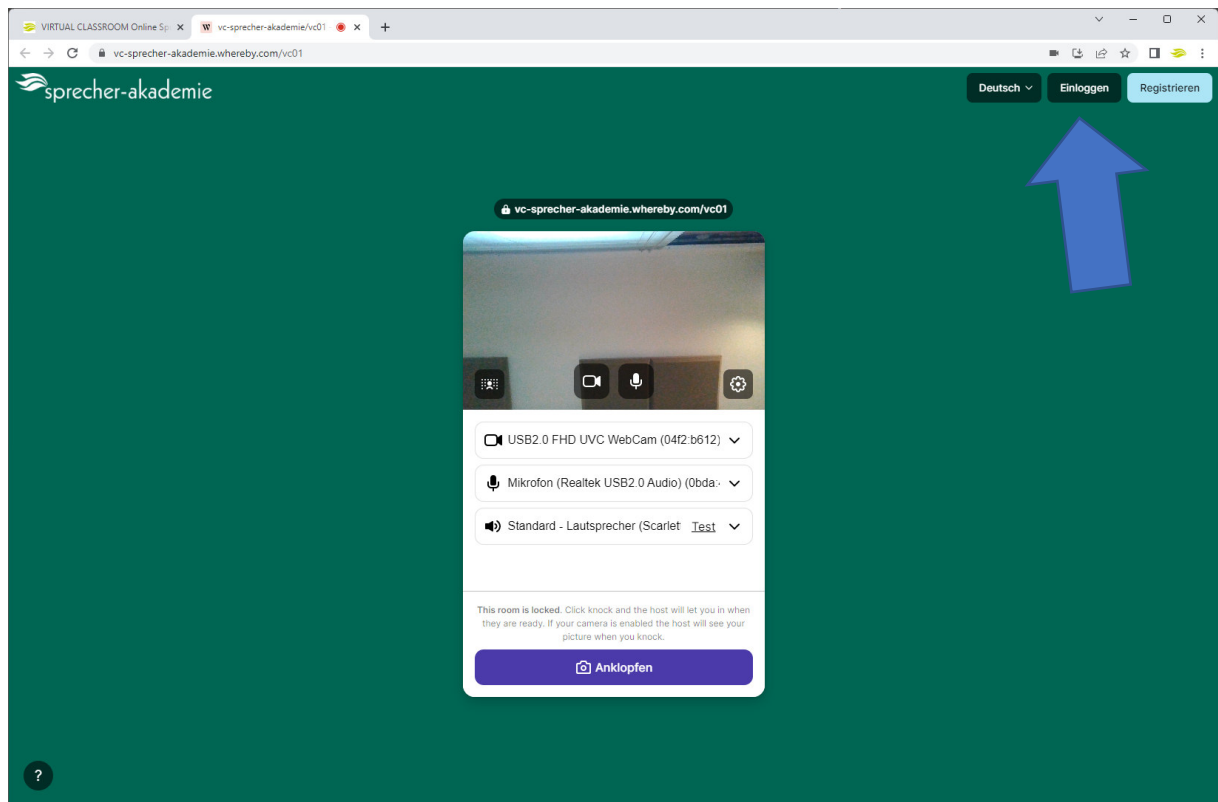 VIRTUAL CLASSROOM Online Sp
vc-sprecher-akademie/vc01
vc-sprecher-akademie.whereby.com/vc01
sprecher-akademie
Deutsch
Einloggen
Registrieren
vc-sprecher-akademie.whereby.com/vc01
USB2.0 FHD UVC WebCam (04f2:b612)
Mikrofon (Realtek USB2.0 Audio) (0bda:
Standard - Lautsprecher (Scarlet Test
This room is locked. Click knock and the host will let you in when
they are ready. If your camera is enabled the host will see your
picture when you knock.
Anklopfen
?